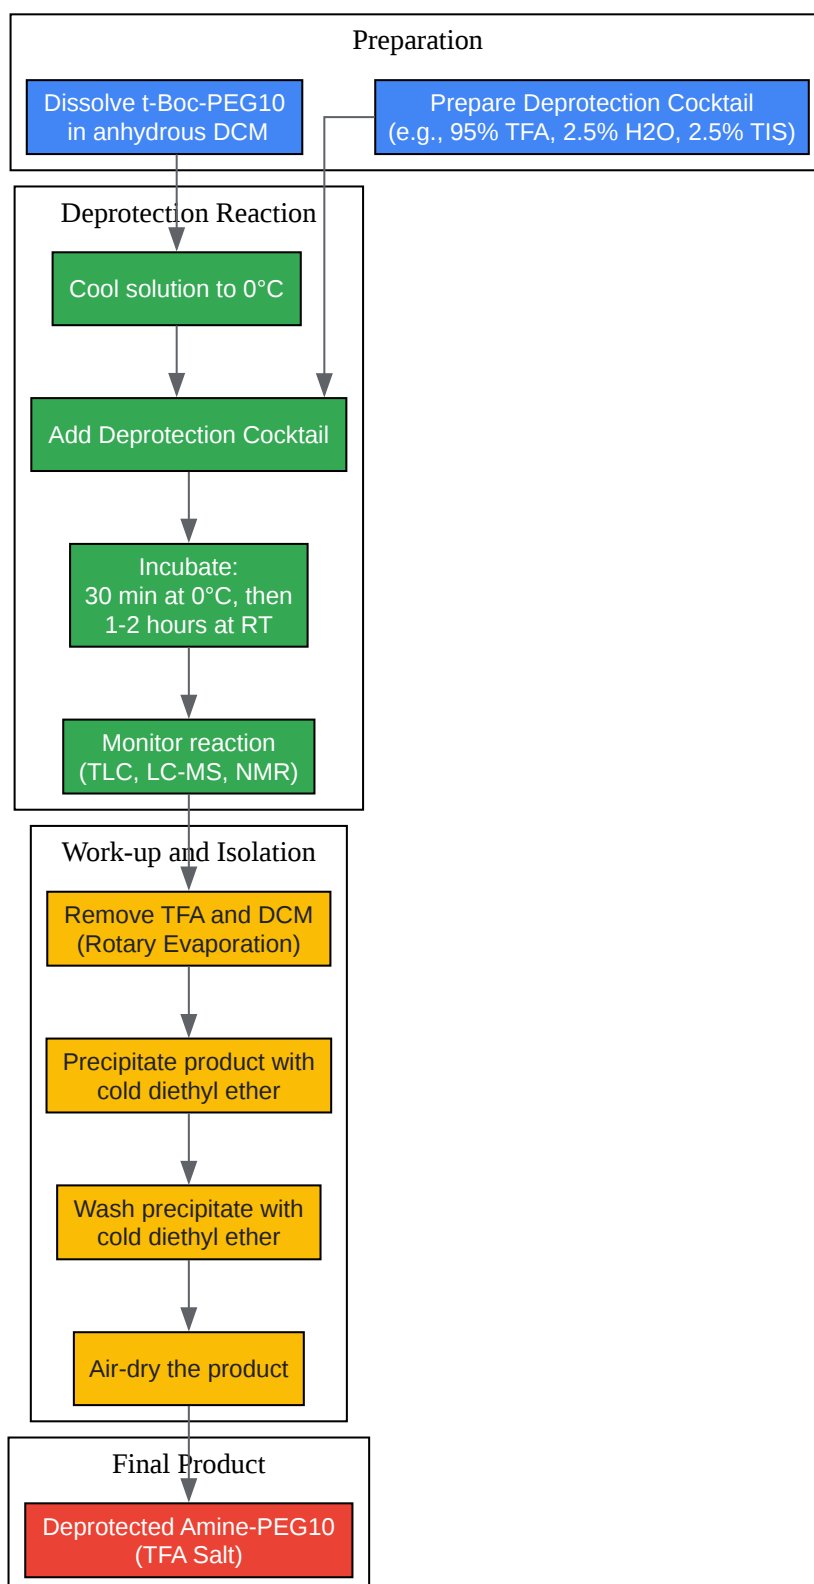 Preparation
Dissolve t-Boc-PEG10
in anhydrous DCM
Prepare Deprotection Cocktail
(e.g., 95% TFA, 2.5% H2O, 2.5% TIS)
Deprotection Reaction
Cool solution to 0°C
Add Deprotection Cocktail
Incubate:
30 min at 0°C, then
1-2 hours at RT
Monitor reaction
(TLC, LC-MS, NMR)
Work-up and Isolation
Remove TFA and DCM
(Rotary Evaporation)
Precipitate product with
cold diethyl ether
Wash precipitate with
cold diethyl ether
Air-dry the product
Final Product
Deprotected Amine-PEG10
(TFA Salt)